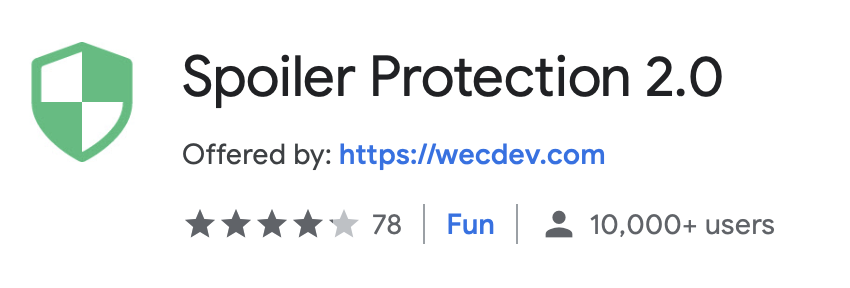 Spoiler Protection 2.0
Offered by: https://wecdev.com
78 Fun 10,000+ users